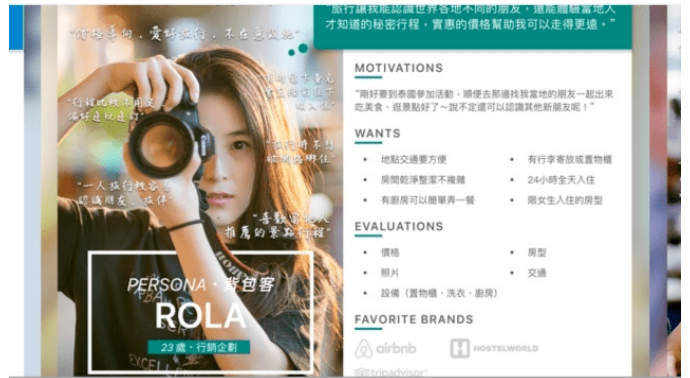 “旅行讓我能認識世界各地不同的朋友，還能體驗當地人
才知道的秘密行程，實惠的價格幫助我可以走得更遠。”
“價格導向，愛好旅行，不在意設施”
“行程比較不固定，
偏好邊玩邊訂”
“一人旅行較容易
認識朋友、旅伴”
“喜歡當地人
推薦的景點行程”
PERSONA・背包客
ROLA
23 歲・行銷企劃
MOTIVATIONS
“剛好要到泰國參加活動，順便去那邊找我當地的朋友一起出來
吃美食、逛景點好了～說不定還可以認識其他新朋友呢！”
WANTS
• 地點交通要方便
• 房間乾淨整潔不複雜
• 有廚房可以簡單弄一餐
• 有行李寄放或置物櫃
• 24小時全天入住
• 限女生入住的房型
EVALUATIONS
• 價格
• 照片
• 設備（置物櫃、洗衣、廚房）
• 房型
• 交通
FAVORITE BRANDS
airbnb
HOSTELWORLD
tripadvisor